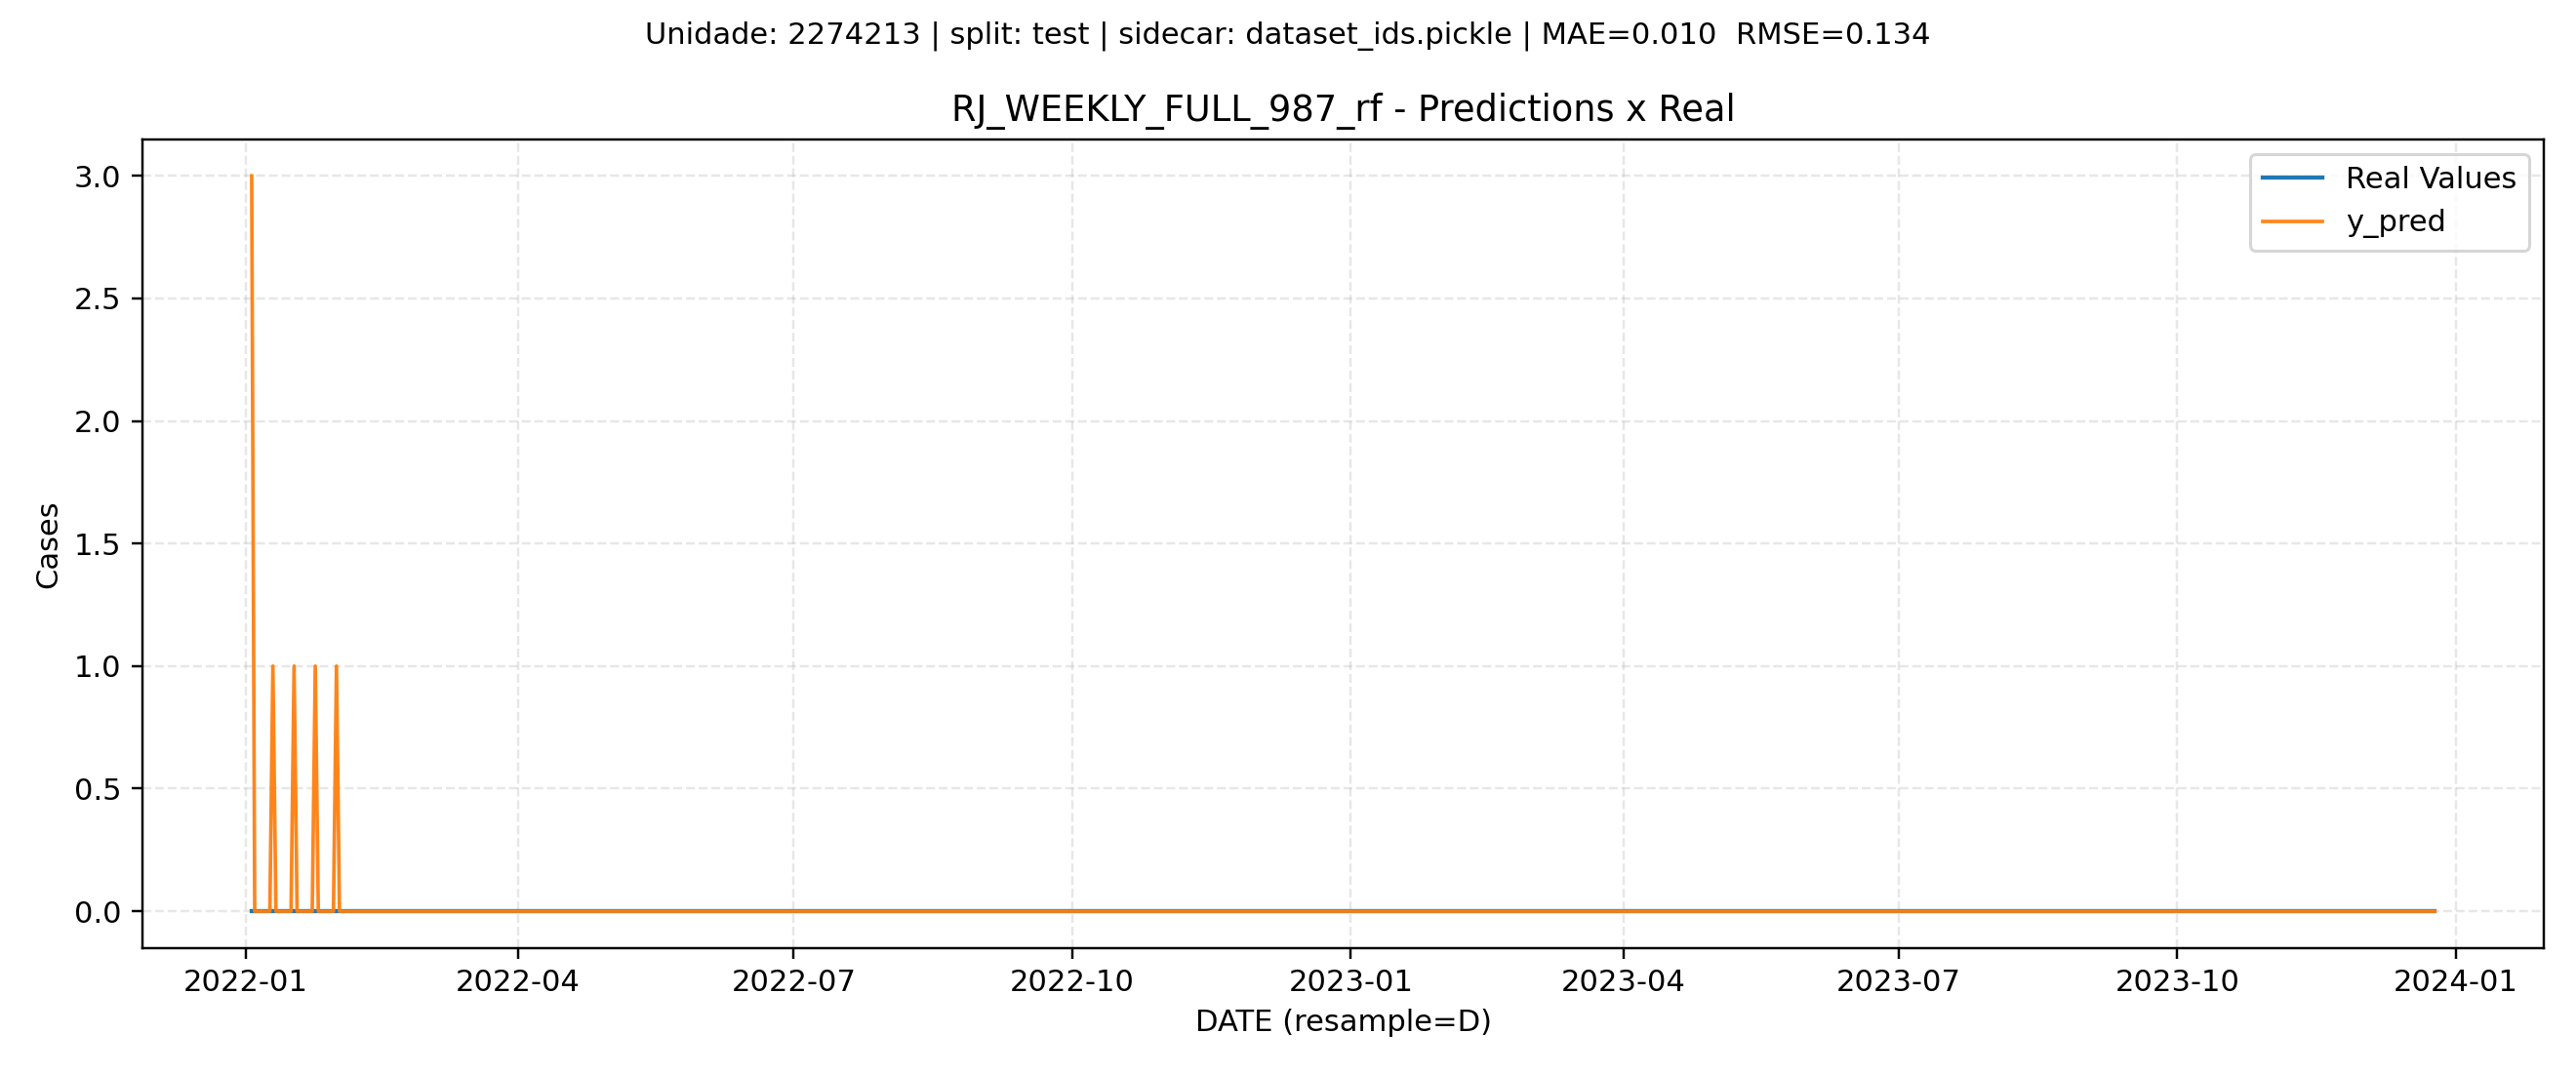 Unidade: 2274213 | split: test | sidecar: dataset_ids.pickle | MAE=0.010  RMSE=0.134
RJ_WEEKLY_FULL_987_rf - Predictions x Real
Real Values
y_pred
Cases
3.0
2.5
2.0
1.5
1.0
0.5
0.0
2022-01
2022-04
2022-07
2022-10
2023-01
2023-04
2023-07
2023-10
2024-01
DATE (resample=D)